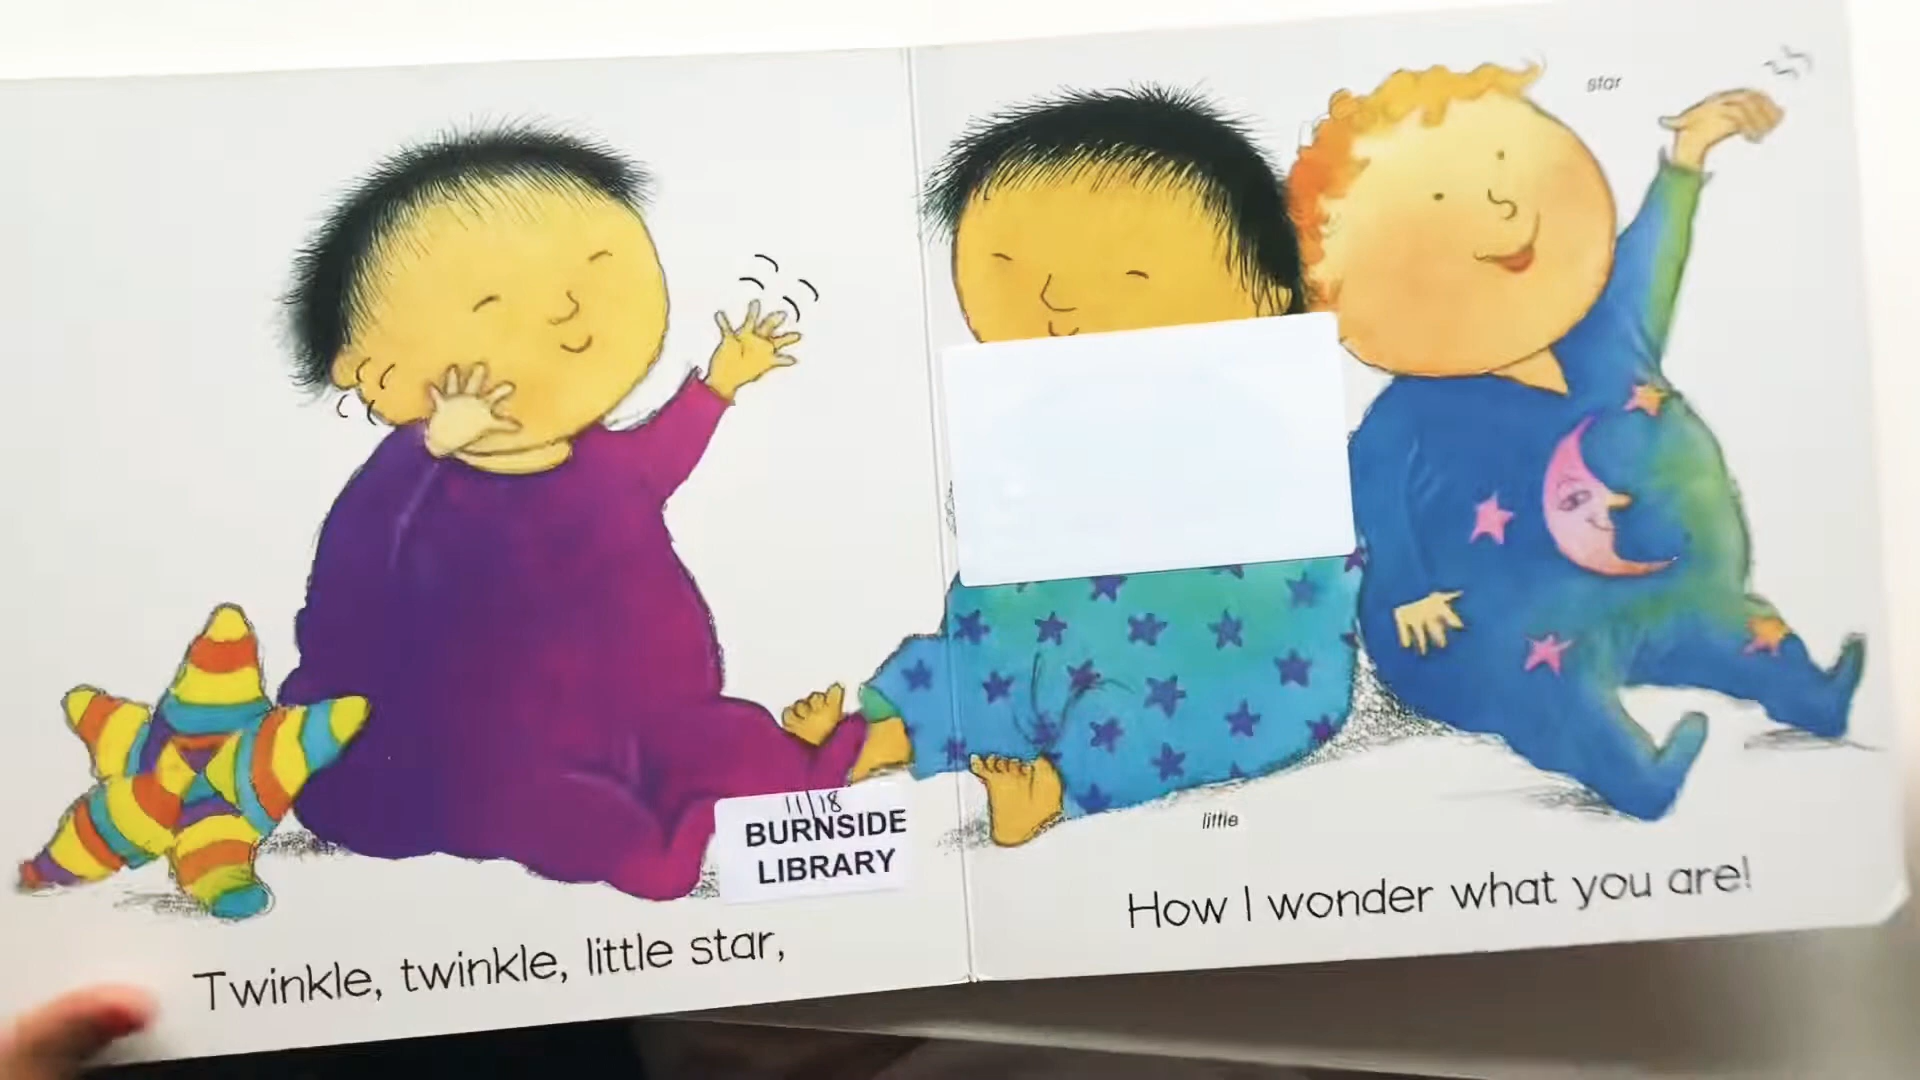 11/18
BURNSIDE
LIBRARY
Twinkle, twinkle, little star,
star
little
How I wonder what you are!